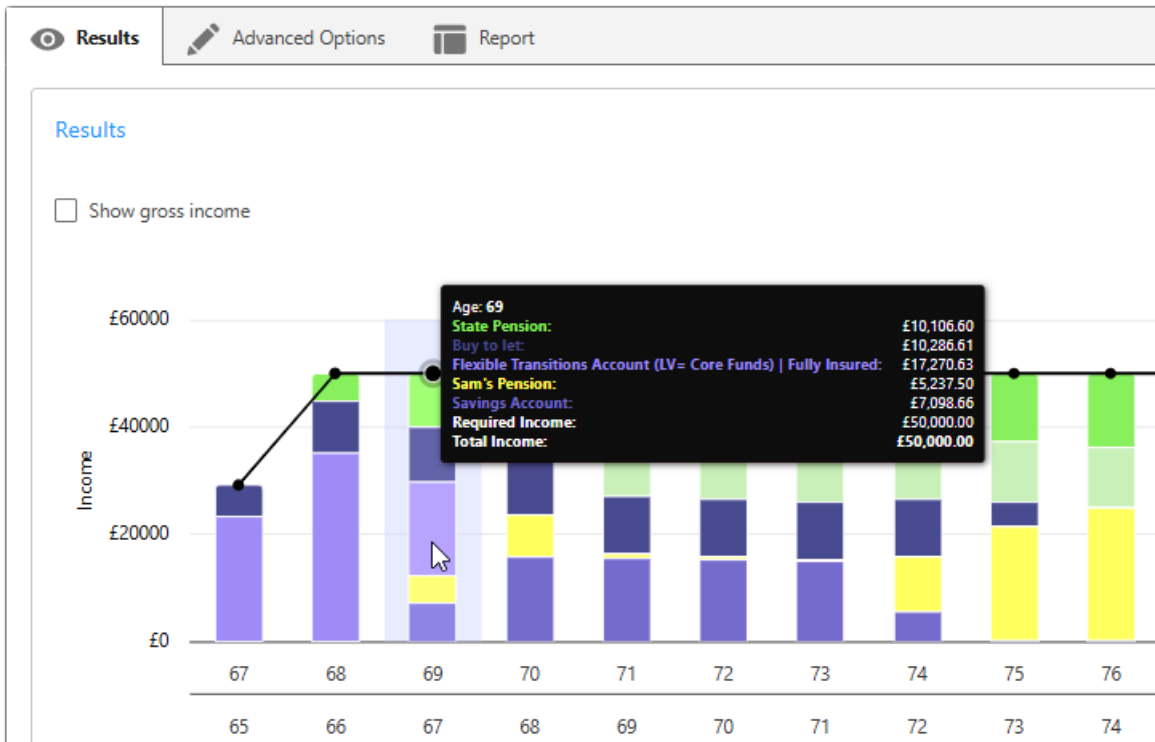 Results Advanced Options Report
Results
Show gross income
£60000
£40000
£20000
£0
Income
Age: 69
State Pension: £10,106.60
Buy to let: £10,286.61
Flexible Transitions Account (LV= Core Funds) | Fully Insured: £17,270.63
Sam's Pension: £5,237.50
Savings Account: £7,098.66
Required Income: £50,000.00
Total Income: £50,000.00
67 68 69 70 71 72 73 74 75 76
65 66 67 68 69 70 71 72 73 74